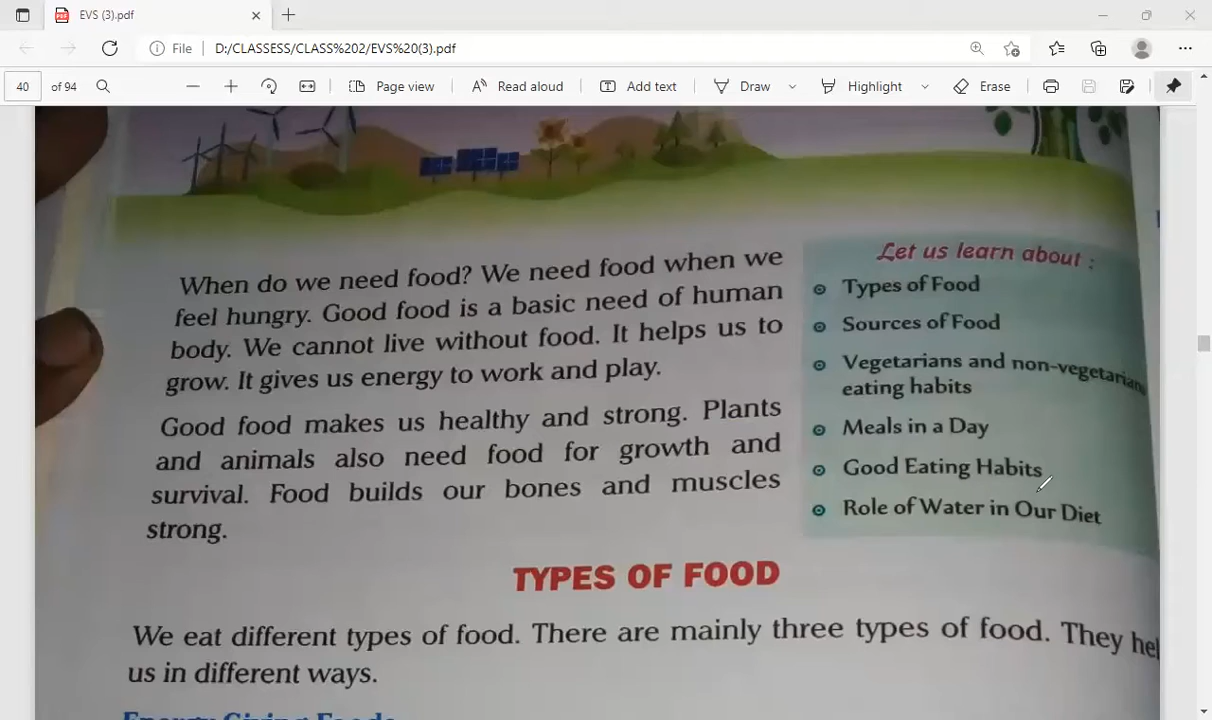 EVS (3).pdf
File
D:/CLASSESS/CLASS%202/EVS%20(3).pdf
40 of 94
Page view
Read aloud
Add text
Draw
Highlight
Erase
When do we need food? We need food when we
feel hungry. Good food is a basic need of human
body. We cannot live without food. It helps us to
grow. It gives us energy to work and play.
Good food makes us healthy and strong. Plants
and animals also need food for growth and
survival. Food builds our bones and muscles
strong.
Let us learn about :
Types of Food
Sources of Food
Vegetarians and non-vegetarians
eating habits
Meals in a Day
Good Eating Habits
Role of Water in Our Diet
TYPES OF FOOD
We eat different types of food. There are mainly three types of food. They hel
us in different ways.
Energy Giving Foods